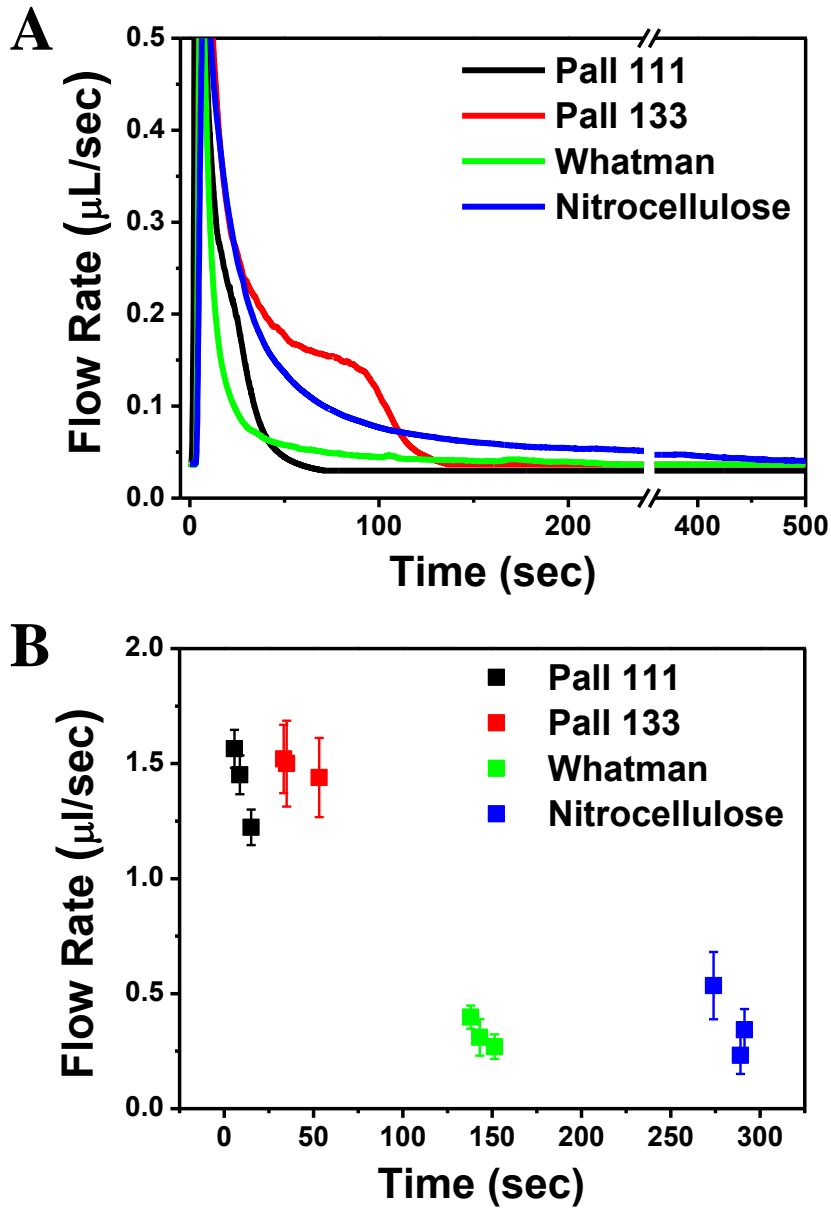 A
0.5
0.4
0.3
0.2
0.1
0.0
Flow Rate (μL/sec)
Pall 111
Pall 133
Whatman
Nitrocellulose
0 100 200 400 500
Time (sec)
B
2.0
1.5
1.0
0.5
0.0
Flow Rate (μl/sec)
Pall 111
Pall 133
Whatman
Nitrocellulose
0 50 100 150 200 250 300
Time (sec)